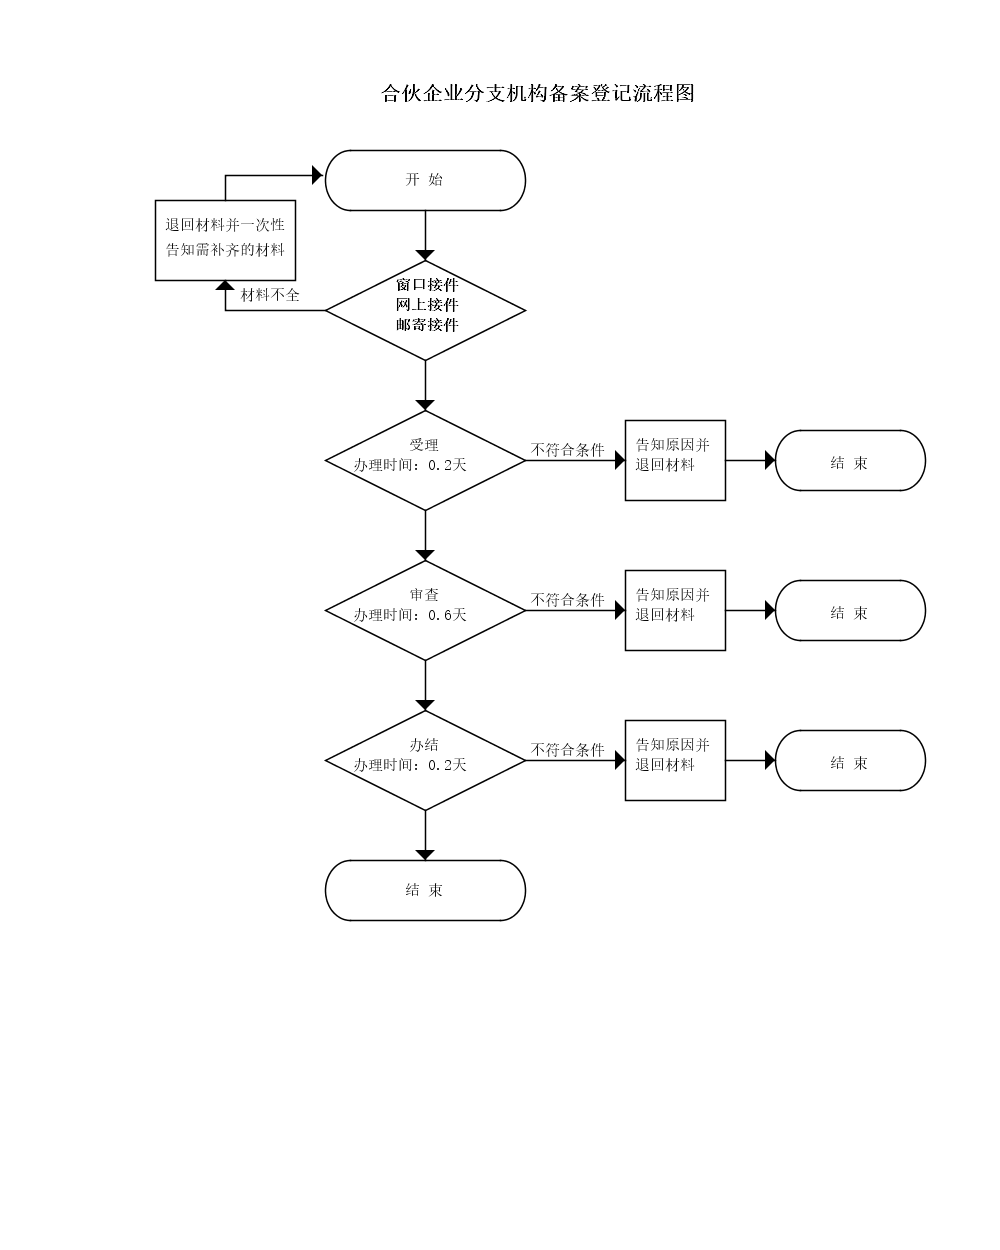 合伙企业分支机构备案登记流程图
开 始
退回材料并一次性
告知需补齐的材料
材料不全
窗口接件
网上接件
邮寄接件
受理
办理时间：0.2天
不符合条件
告知原因并
退回材料
结 束
审查
办理时间：0.6天
不符合条件
告知原因并
退回材料
结 束
办结
办理时间：0.2天
不符合条件
告知原因并
退回材料
结 束
结 束